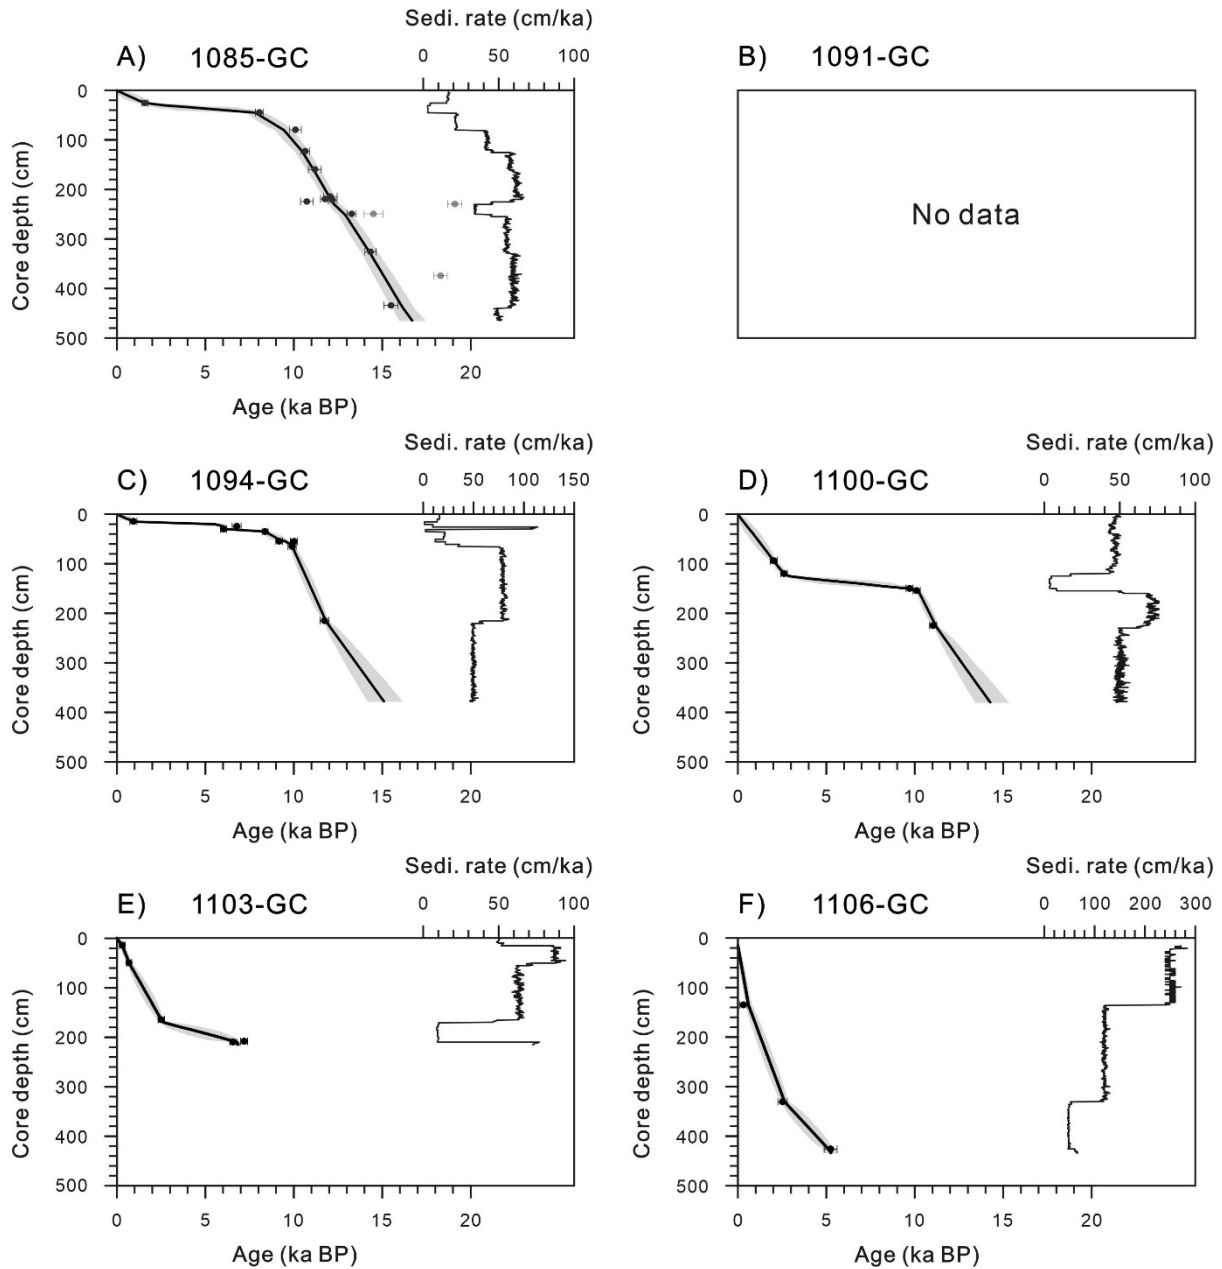 Sedi. rate (cm/ka)
A) 1085-GC
0 50 100
B) 1091-GC
0
100
200
300
400
500
Core depth (cm)
0 5 10 15 20
Age (ka BP)
No data
Sedi. rate (cm/ka)
C) 1094-GC
0 50 100 150
0
100
200
300
400
500
Core depth (cm)
0 5 10 15 20
Age (ka BP)
Sedi. rate (cm/ka)
D) 1100-GC
0 50 100
0
100
200
300
400
500
Core depth (cm)
0 5 10 15 20
Age (ka BP)
Sedi. rate (cm/ka)
E) 1103-GC
0 50 100
0
100
200
300
400
500
Core depth (cm)
0 5 10 15 20
Age (ka BP)
Sedi. rate (cm/ka)
F) 1106-GC
0 100 200 300
0
100
200
300
400
500
Core depth (cm)
0 5 10 15 20
Age (ka BP)